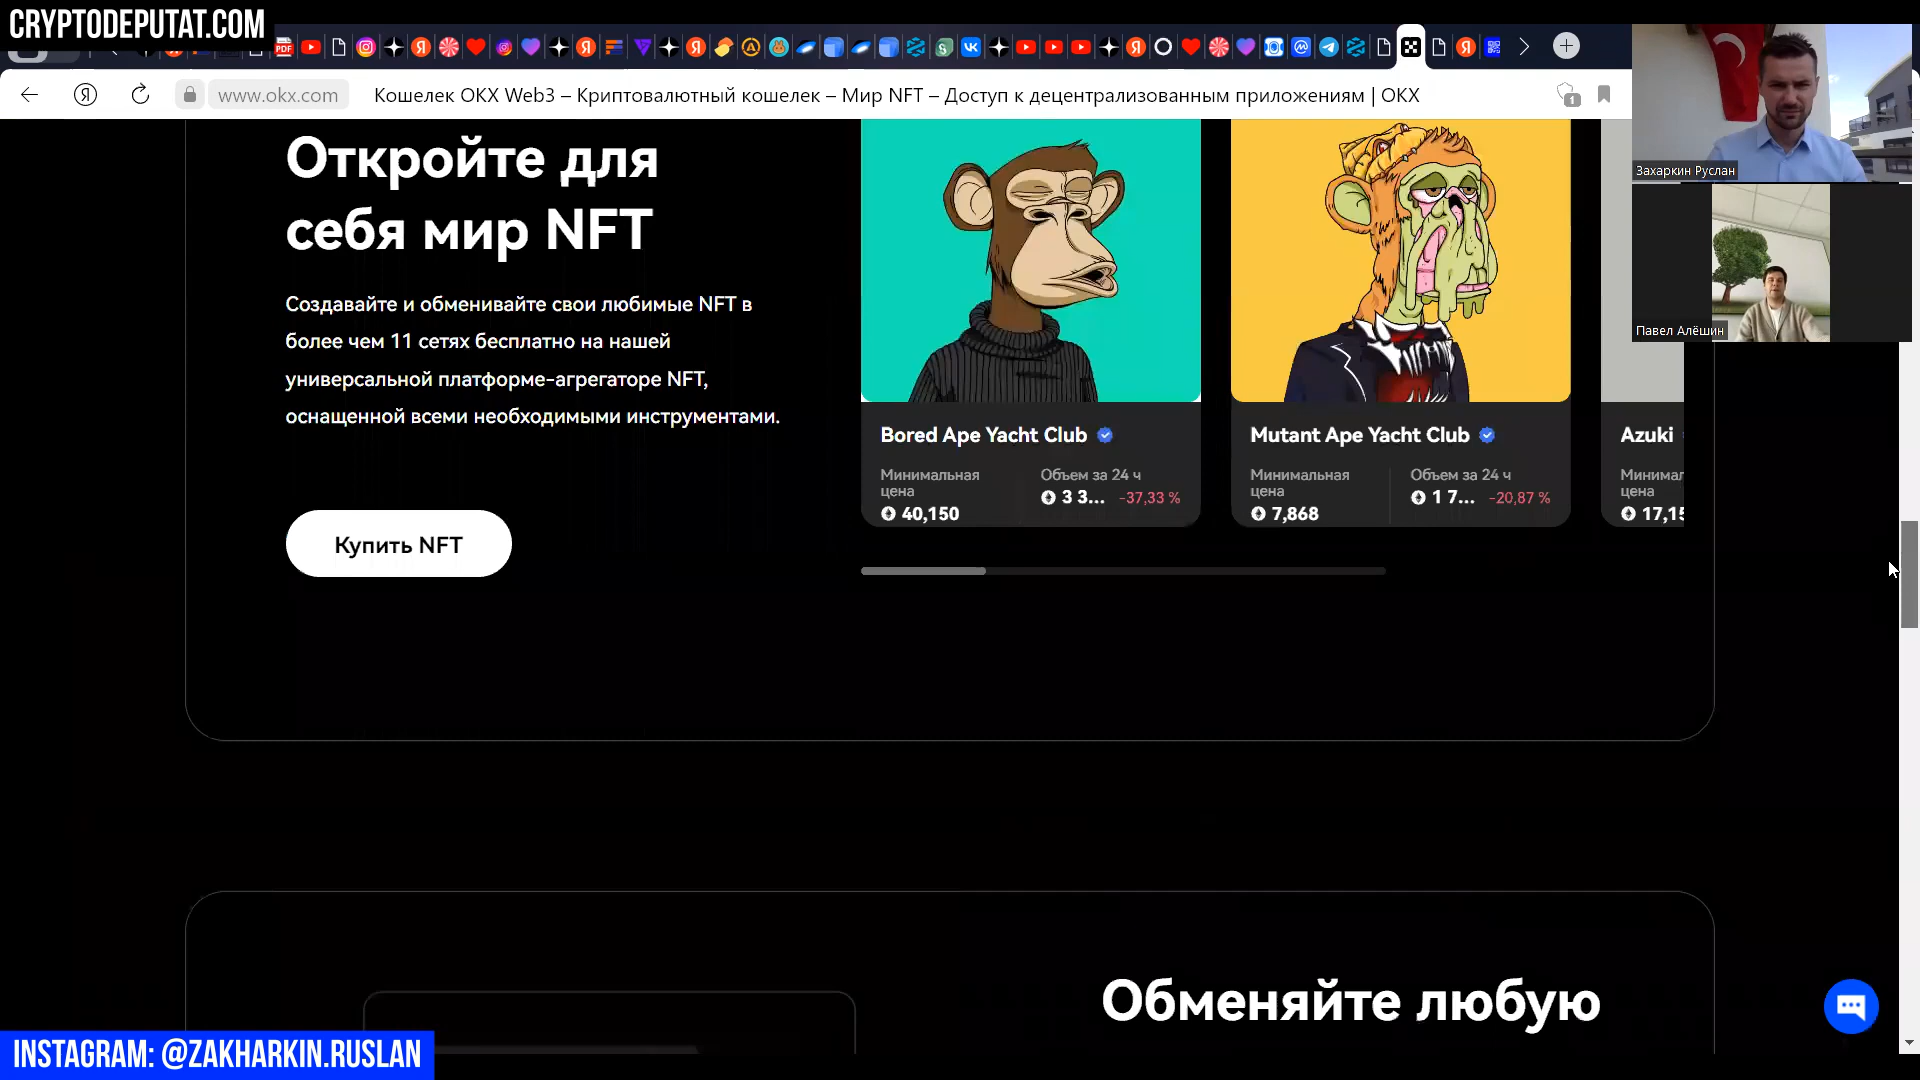 CRYPTODEPUTAT.COM
www.okx.com
Кошелек OKX Web3 – Криптовалютный кошелек – Мир NFT – Доступ к децентрализованным приложениям | OKX
1
Захаркин Руслан
Павел Алёшин
Откройте для
себя мир NFT
Создавайте и обменивайте свои любимые NFT в
более чем 11 сетях бесплатно на нашей
универсальной платформе-агрегаторе NFT,
оснащенной всеми необходимыми инструментами.
Купить NFT
Bored Ape Yacht Club
Минимальная
цена
40,150
Объем за 24 ч
3 3... -37,33 %
Mutant Ape Yacht Club
Минимальная
цена
7,868
Объем за 24 ч
1 7... -20,87 %
Azuki
цена
Обменяйте любую
INSTAGRAM: @ZAKHARKIN.RUSLAN